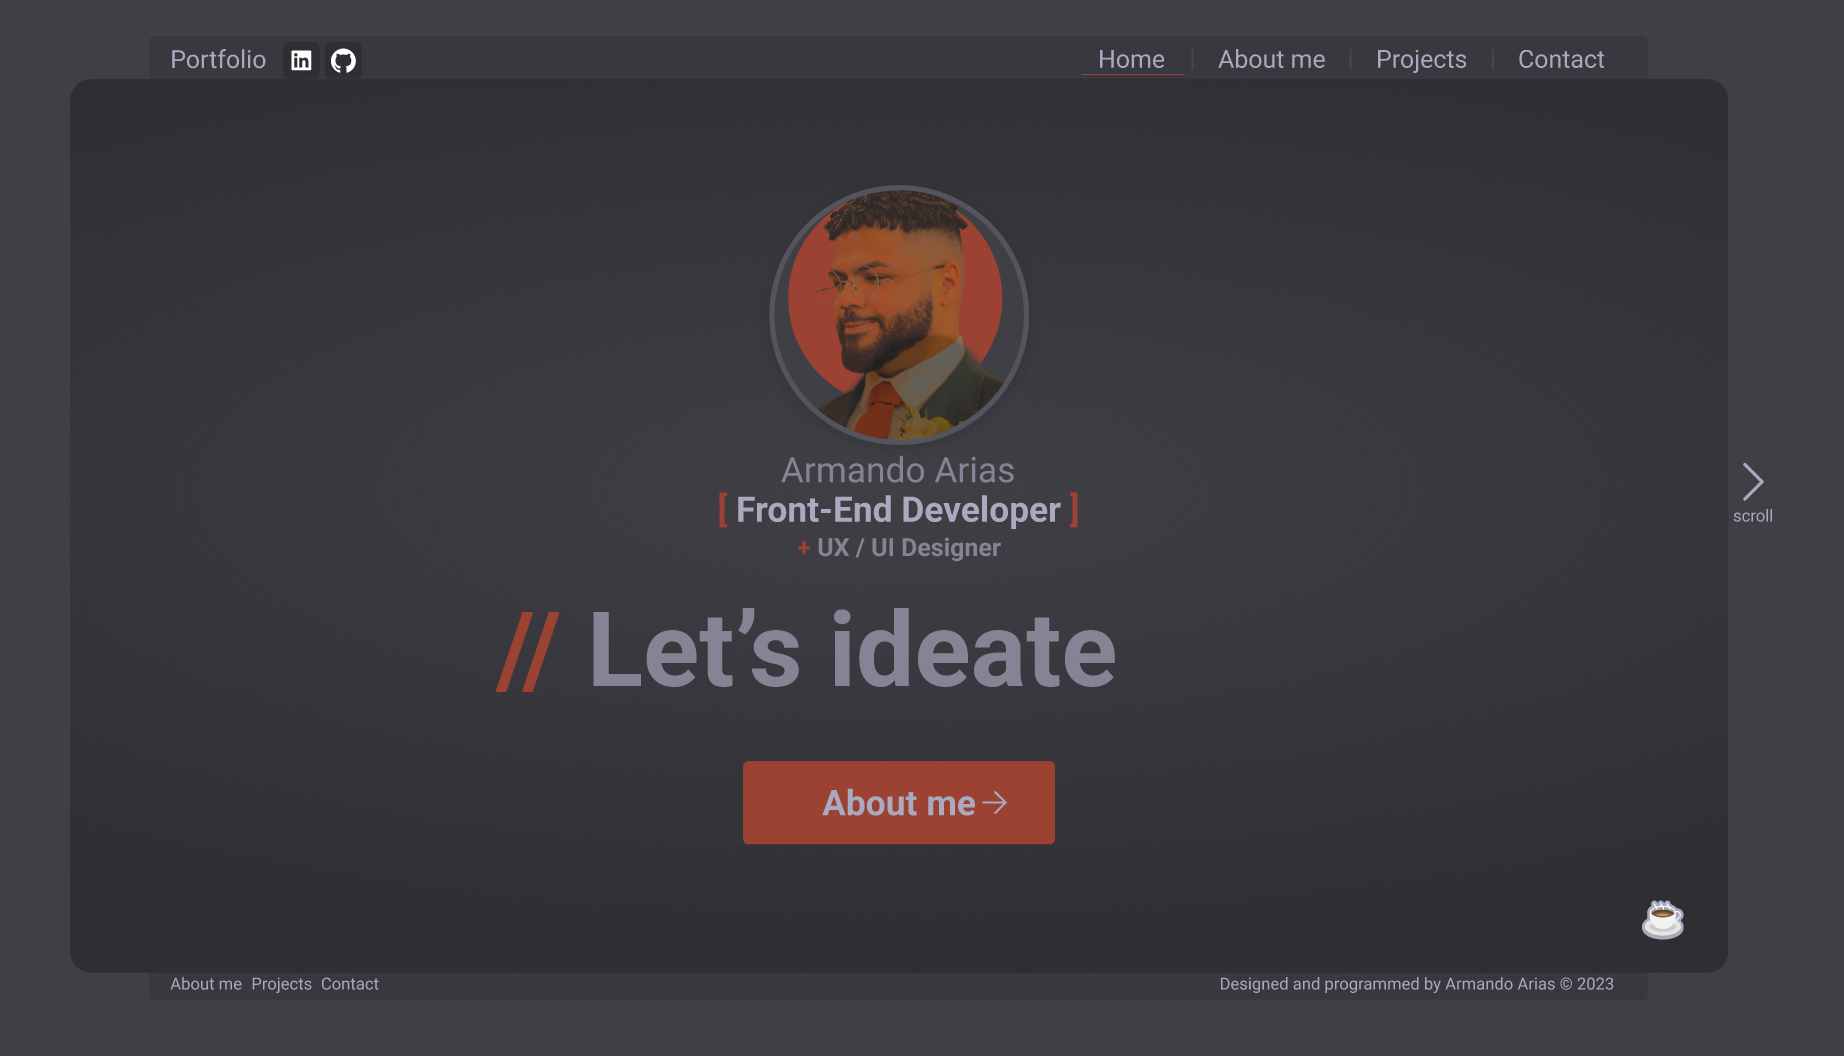 Portfolio in Home About me Projects Contact
Armando Arias
[ Front-End Developer ]
+ UX / UI Designer
scroll
// Let’s ideate
About me →
About me Projects Contact
Designed and programmed by Armando Arias © 2023